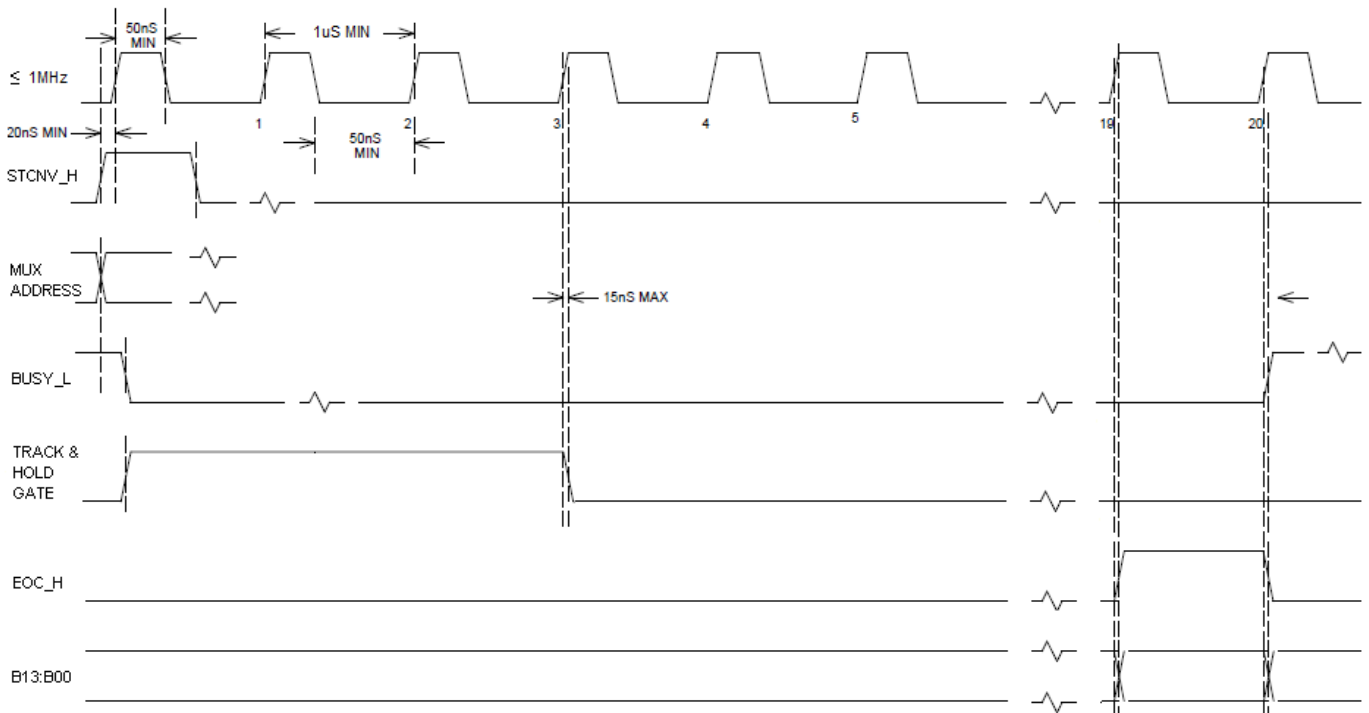 50nS
MIN
1uS MIN
≤ 1MHz
20nS MIN
1
2
3
4
5
19
20
50nS
MIN
STCNV_H
MUX
ADDRESS
15nS MAX
BUSY_L
TRACK &
HOLD
GATE
EOC_H
B13:B00